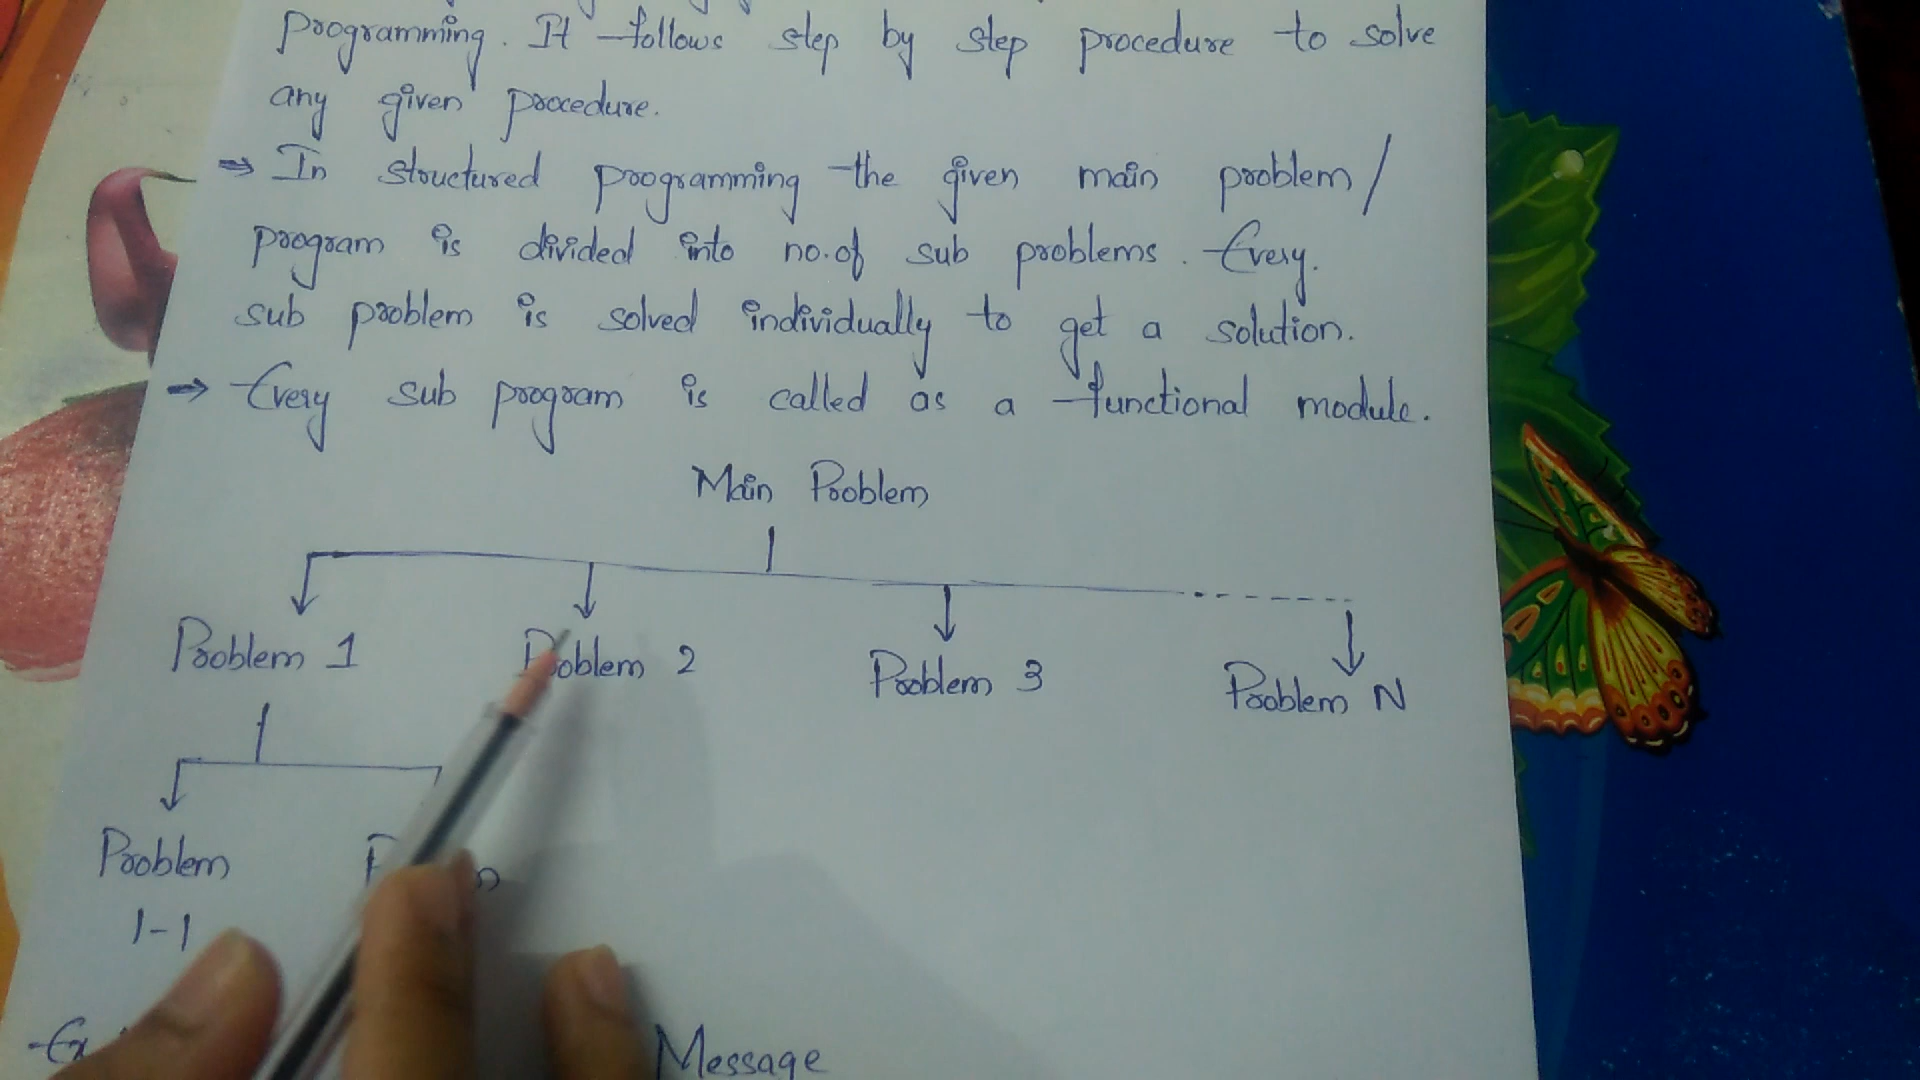 programming. It follows step by step procedure to solve
any given procedure.
⇒ In structured programming the given main problem/
program is divided into no.of sub problems. Every.
sub problem is solved individually to get a solution.
⇒ Every sub program is called as a functional module.
Main Problem
Problem 1 Problem 2 Problem 3 Problem N
Problem
1-1
Message